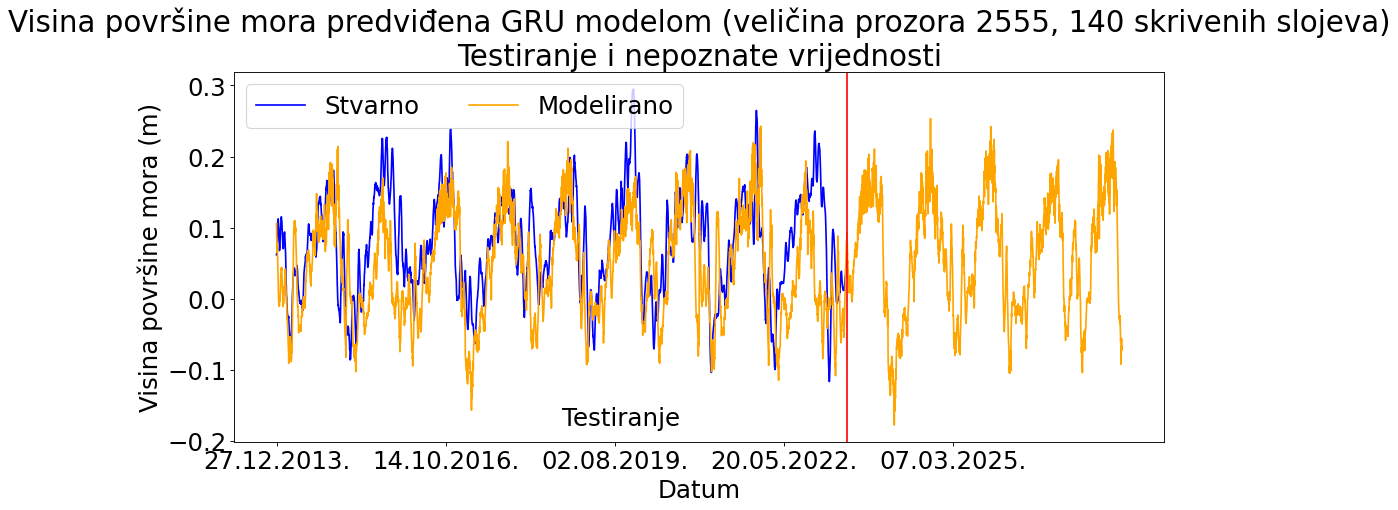 Visina površine mora predviđena GRU modelom (veličina prozora 2555, 140 skrivenih slojeva)
Testiranje i nepoznate vrijednosti
Stvarno Modelirano
Visina površine mora (m)
0.3
0.2
0.1
0.0
−0.1
−0.2
Testiranje
27.12.2013. 14.10.2016. 02.08.2019. 20.05.2022. 07.03.2025.
Datum